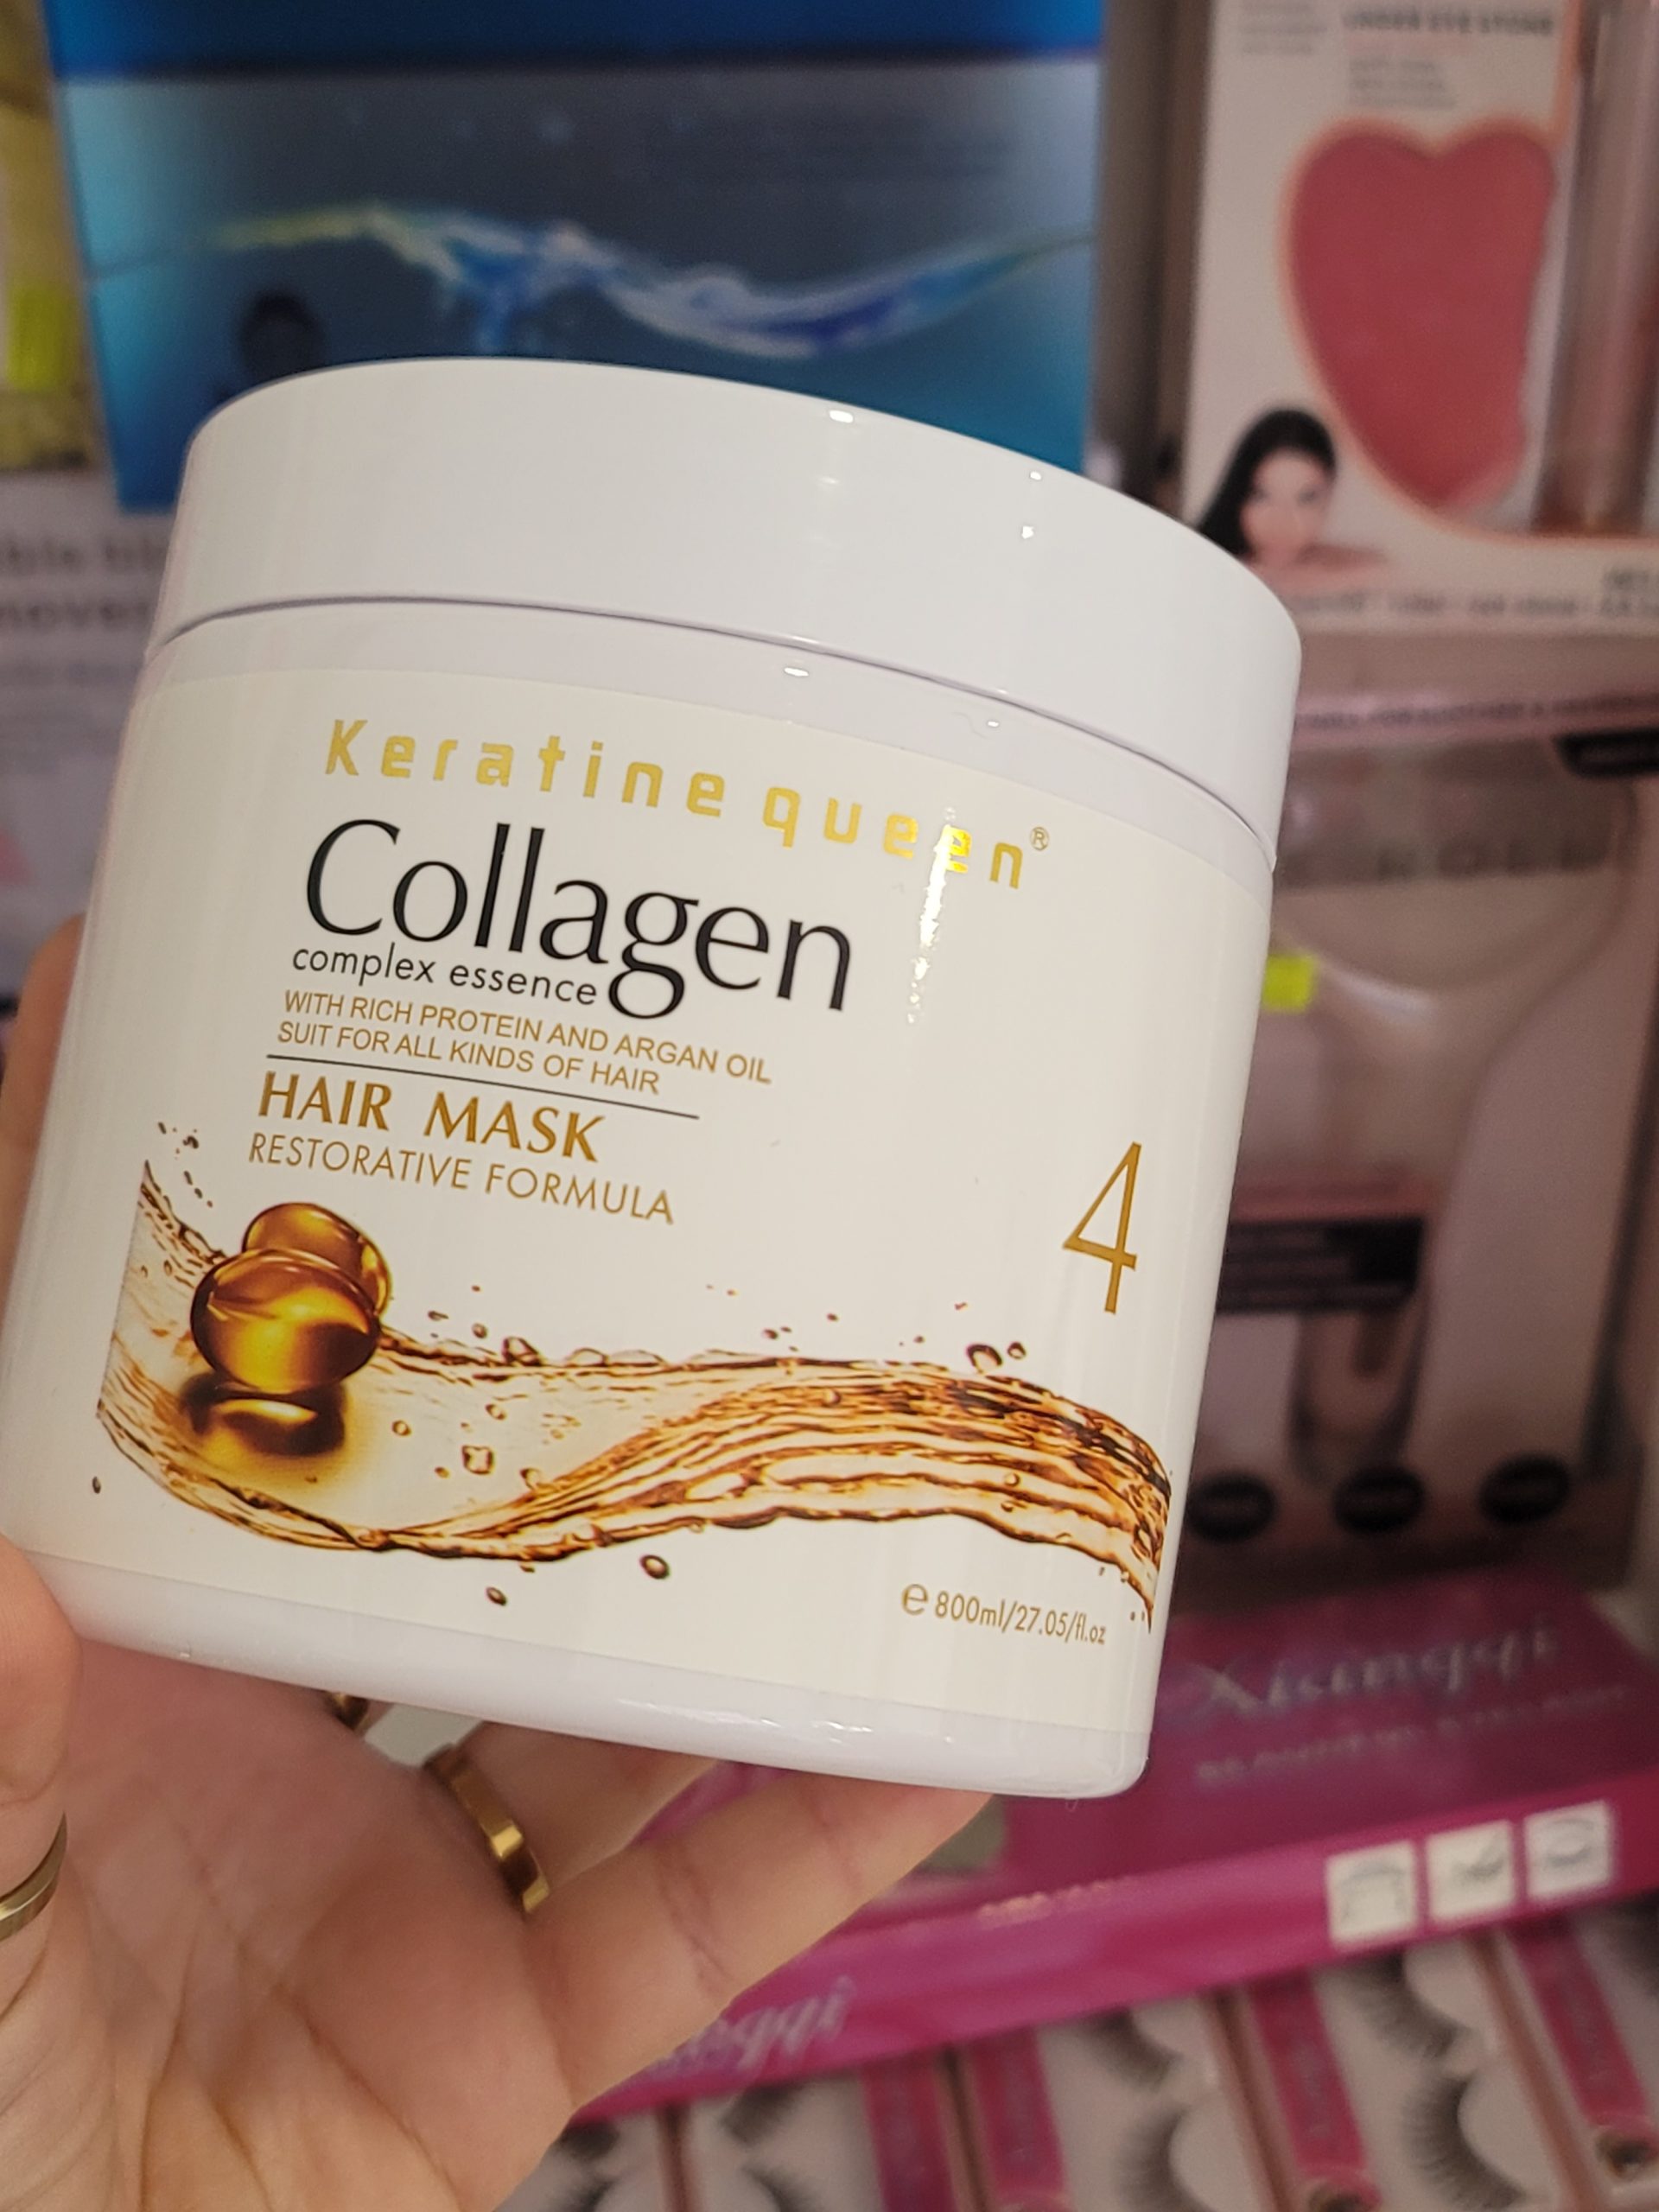 Keratine queen®
Collagen
complex essence
WITH RICH PROTEIN AND ARGAN OIL
SUIT FOR ALL KINDS OF HAIR
HAIR MASK
RESTORATIVE FORMULA
4
e 800ml/27.05/fl.oz